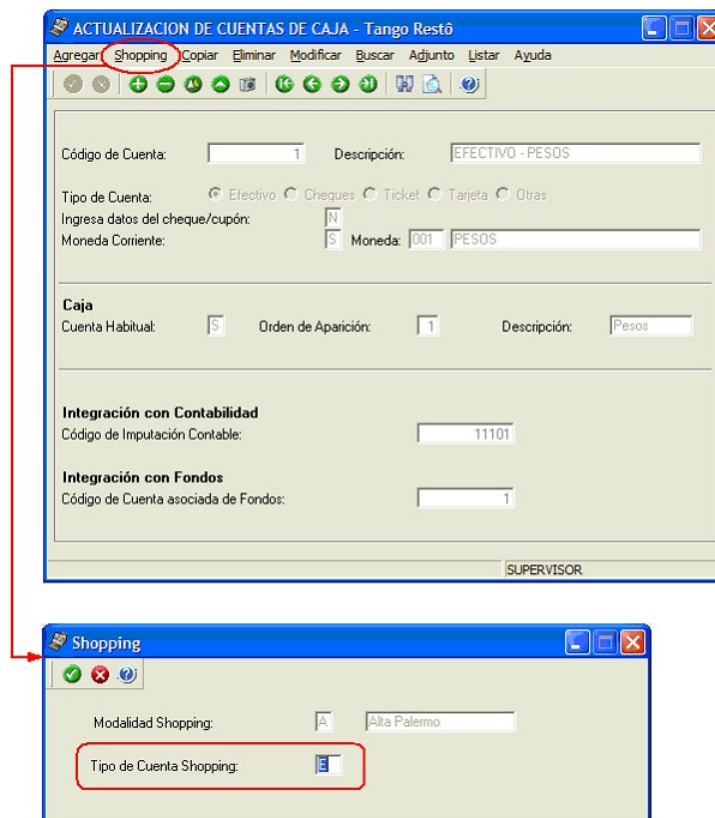 ACTUALIZACION DE CUENTAS DE CAJA - Tango Restô
Agregar Shopping Copiar Eliminar Modificar Buscar Adjunto Listar Ayuda
Código de Cuenta: 1 Descripción: EFECTIVO - PESOS
Tipo de Cuenta: Efectivo Cheques Ticket Tarjeta Otras
Ingresa datos del cheque/cupón: N
Moneda Corriente: S Moneda: 001 PESOS
Caja
Cuenta Habitual: S Orden de Aparición: 1 Descripción: Pesos
Integración con Contabilidad
Código de Imputación Contable: 11101
Integración con Fondos
Código de Cuenta asociada de Fondos: 1
SUPERVISOR
Shopping
Modalidad Shopping: A Alta Palermo
Tipo de Cuenta Shopping: E